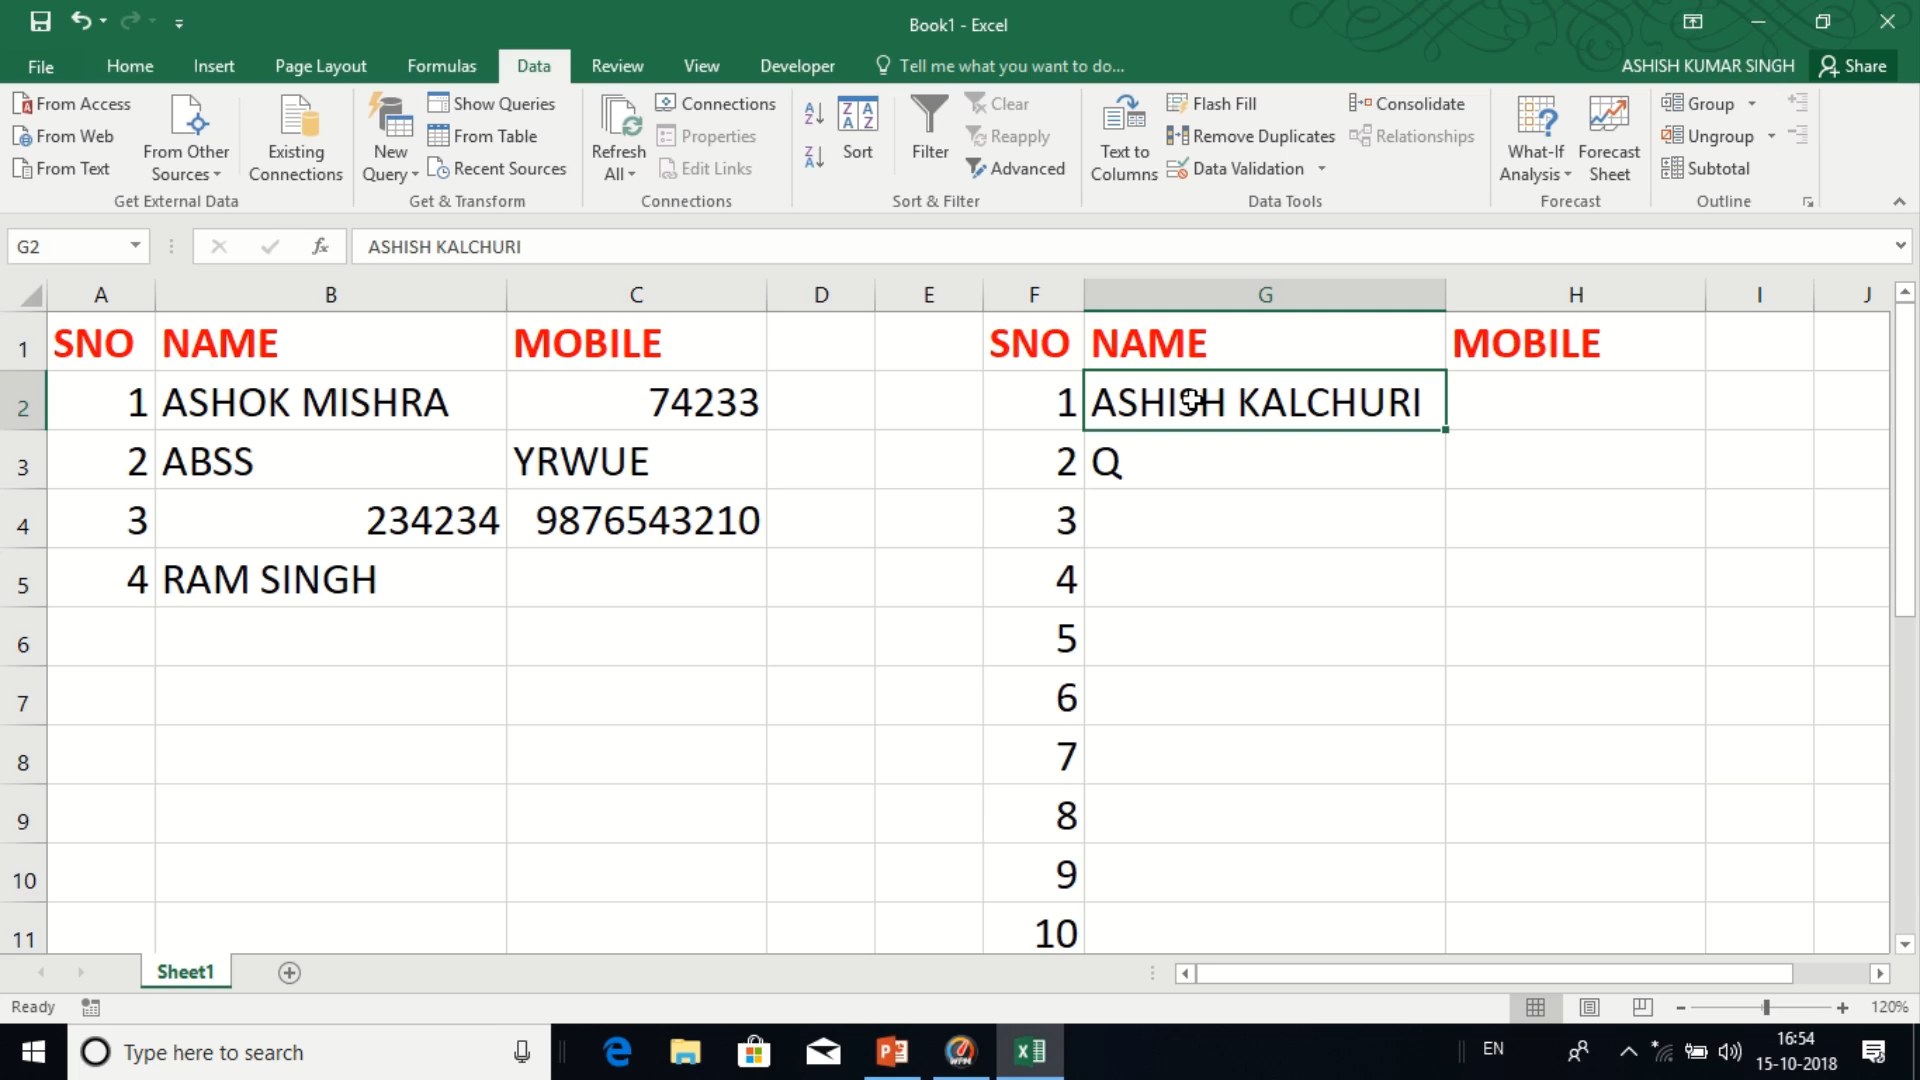 Book1 - Excel
File Home Insert Page Layout Formulas Data Review View Developer Tell me what you want to do... ASHISH KUMAR SINGH Share
From Access
From Web
From Text
From Other Sources
Existing Connections
Get External Data
New Query
Show Queries
From Table
Recent Sources
Get & Transform
Refresh All
Connections
Properties
Edit Links
Connections
Sort
Filter
Clear
Reapply
Advanced
Sort & Filter
Text to Columns
Flash Fill
Remove Duplicates
Data Validation
Consolidate
Relationships
Data Tools
What-If Analysis
Forecast Sheet
Forecast
Group
Ungroup
Subtotal
Outline
G2 fx ASHISH KALCHURI
A B C D E F G H I J
1 SNO NAME MOBILE SNO NAME MOBILE
2 1 ASHOK MISHRA 74233 1 ASHISH KALCHURI
3 2 ABSS YRWUE 2 Q
4 3 234234 9876543210 3
5 4 RAM SINGH 4
6 5
7 6
8 7
9 8
10 9
11 10
Sheet1
Ready 120%
Type here to search EN 16:54
15-10-2018